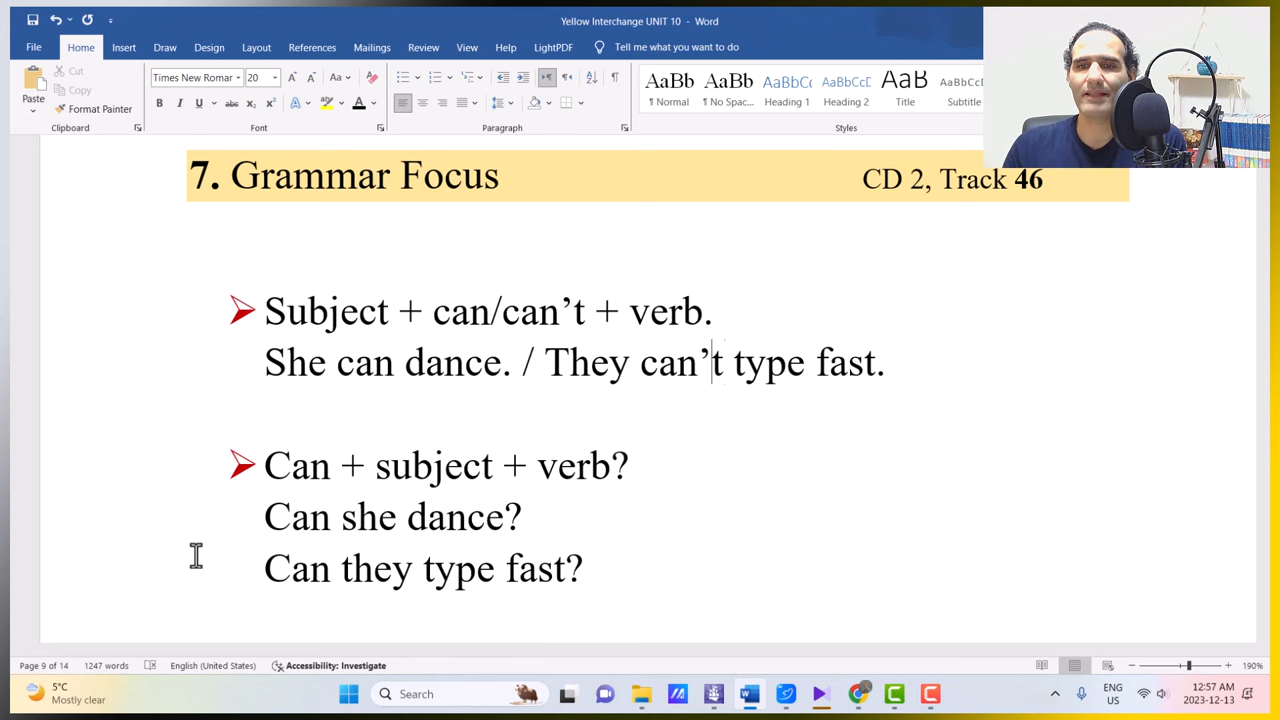 Yellow Interchange UNIT 10 - Word
File Home Insert Draw Design Layout References Mailings Review View Help LightPDF Tell me what you want to do
Paste
Cut
Copy
Format Painter
Clipboard
Times New Romar 20
Font
Paragraph
AaBb AaBb AaBbCc AaBbCcC AaB AaBbCcD
¶ Normal ¶ No Spac... Heading 1 Heading 2 Title Subtitle
Styles
7. Grammar Focus CD 2, Track 46
Subject + can/can’t + verb.
She can dance. / They can’t type fast.
Can + subject + verb?
Can she dance?
Can they type fast?
Page 9 of 14 1247 words English (United States) Accessibility: Investigate 190%
5°C
Mostly clear
Search
ENG
US
12:57 AM
2023-12-13